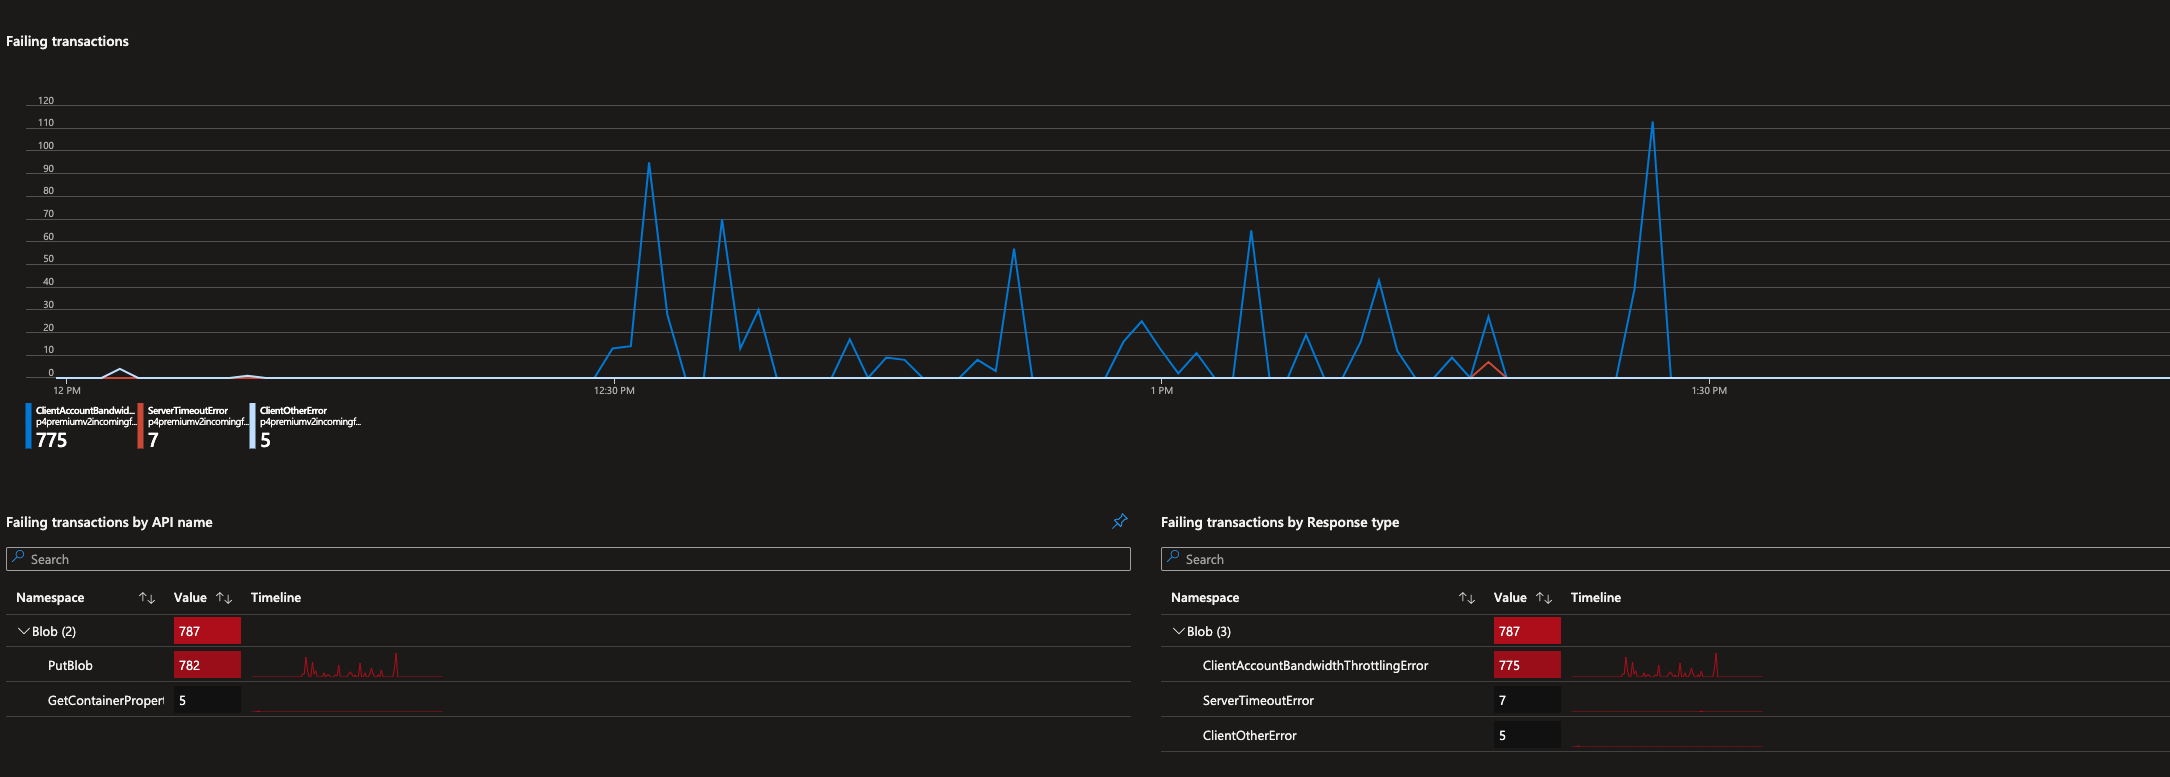 Failing transactions
120
110
100
90
80
70
60
50
40
30
20
10
0
12 PM 12:30 PM 1 PM 1:30 PM
ClientAccountBandwid... ServerTimeoutError ClientOtherError
p4premiumv2incomingf... p4premiumv2incomingf... p4premiumv2incomingf...
775 7 5
Failing transactions by API name
Search
Namespace Value Timeline
Blob (2) 787
PutBlob 782
GetContainerPropert 5
Failing transactions by Response type
Search
Namespace Value Timeline
Blob (3) 787
ClientAccountBandwidthThrottlingError 775
ServerTimeoutError 7
ClientOtherError 5